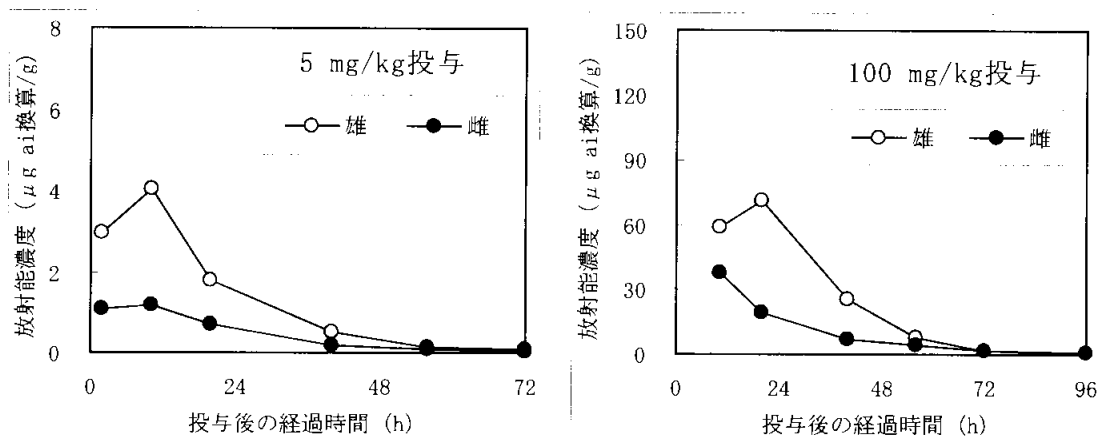 5 mg/kg投与
雄 雌
放射能濃度 (μg ai換算/g)
8
6
4
2
0
0 24 48 72
投与後の経過時間 (h)
100 mg/kg投与
雄 雌
放射能濃度 (μg ai換算/g)
150
120
90
60
30
0
0 24 48 72 96
投与後の経過時間 (h)